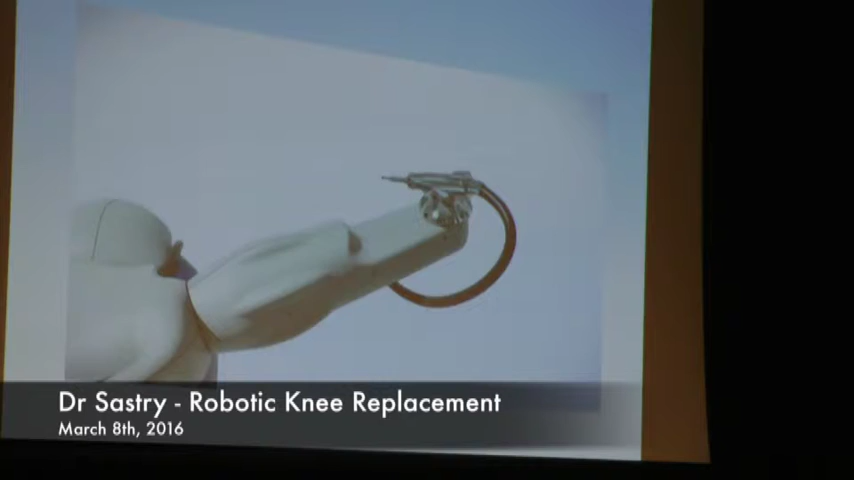 Dr Sastry - Robotic Knee Replacement
March 8th, 2016